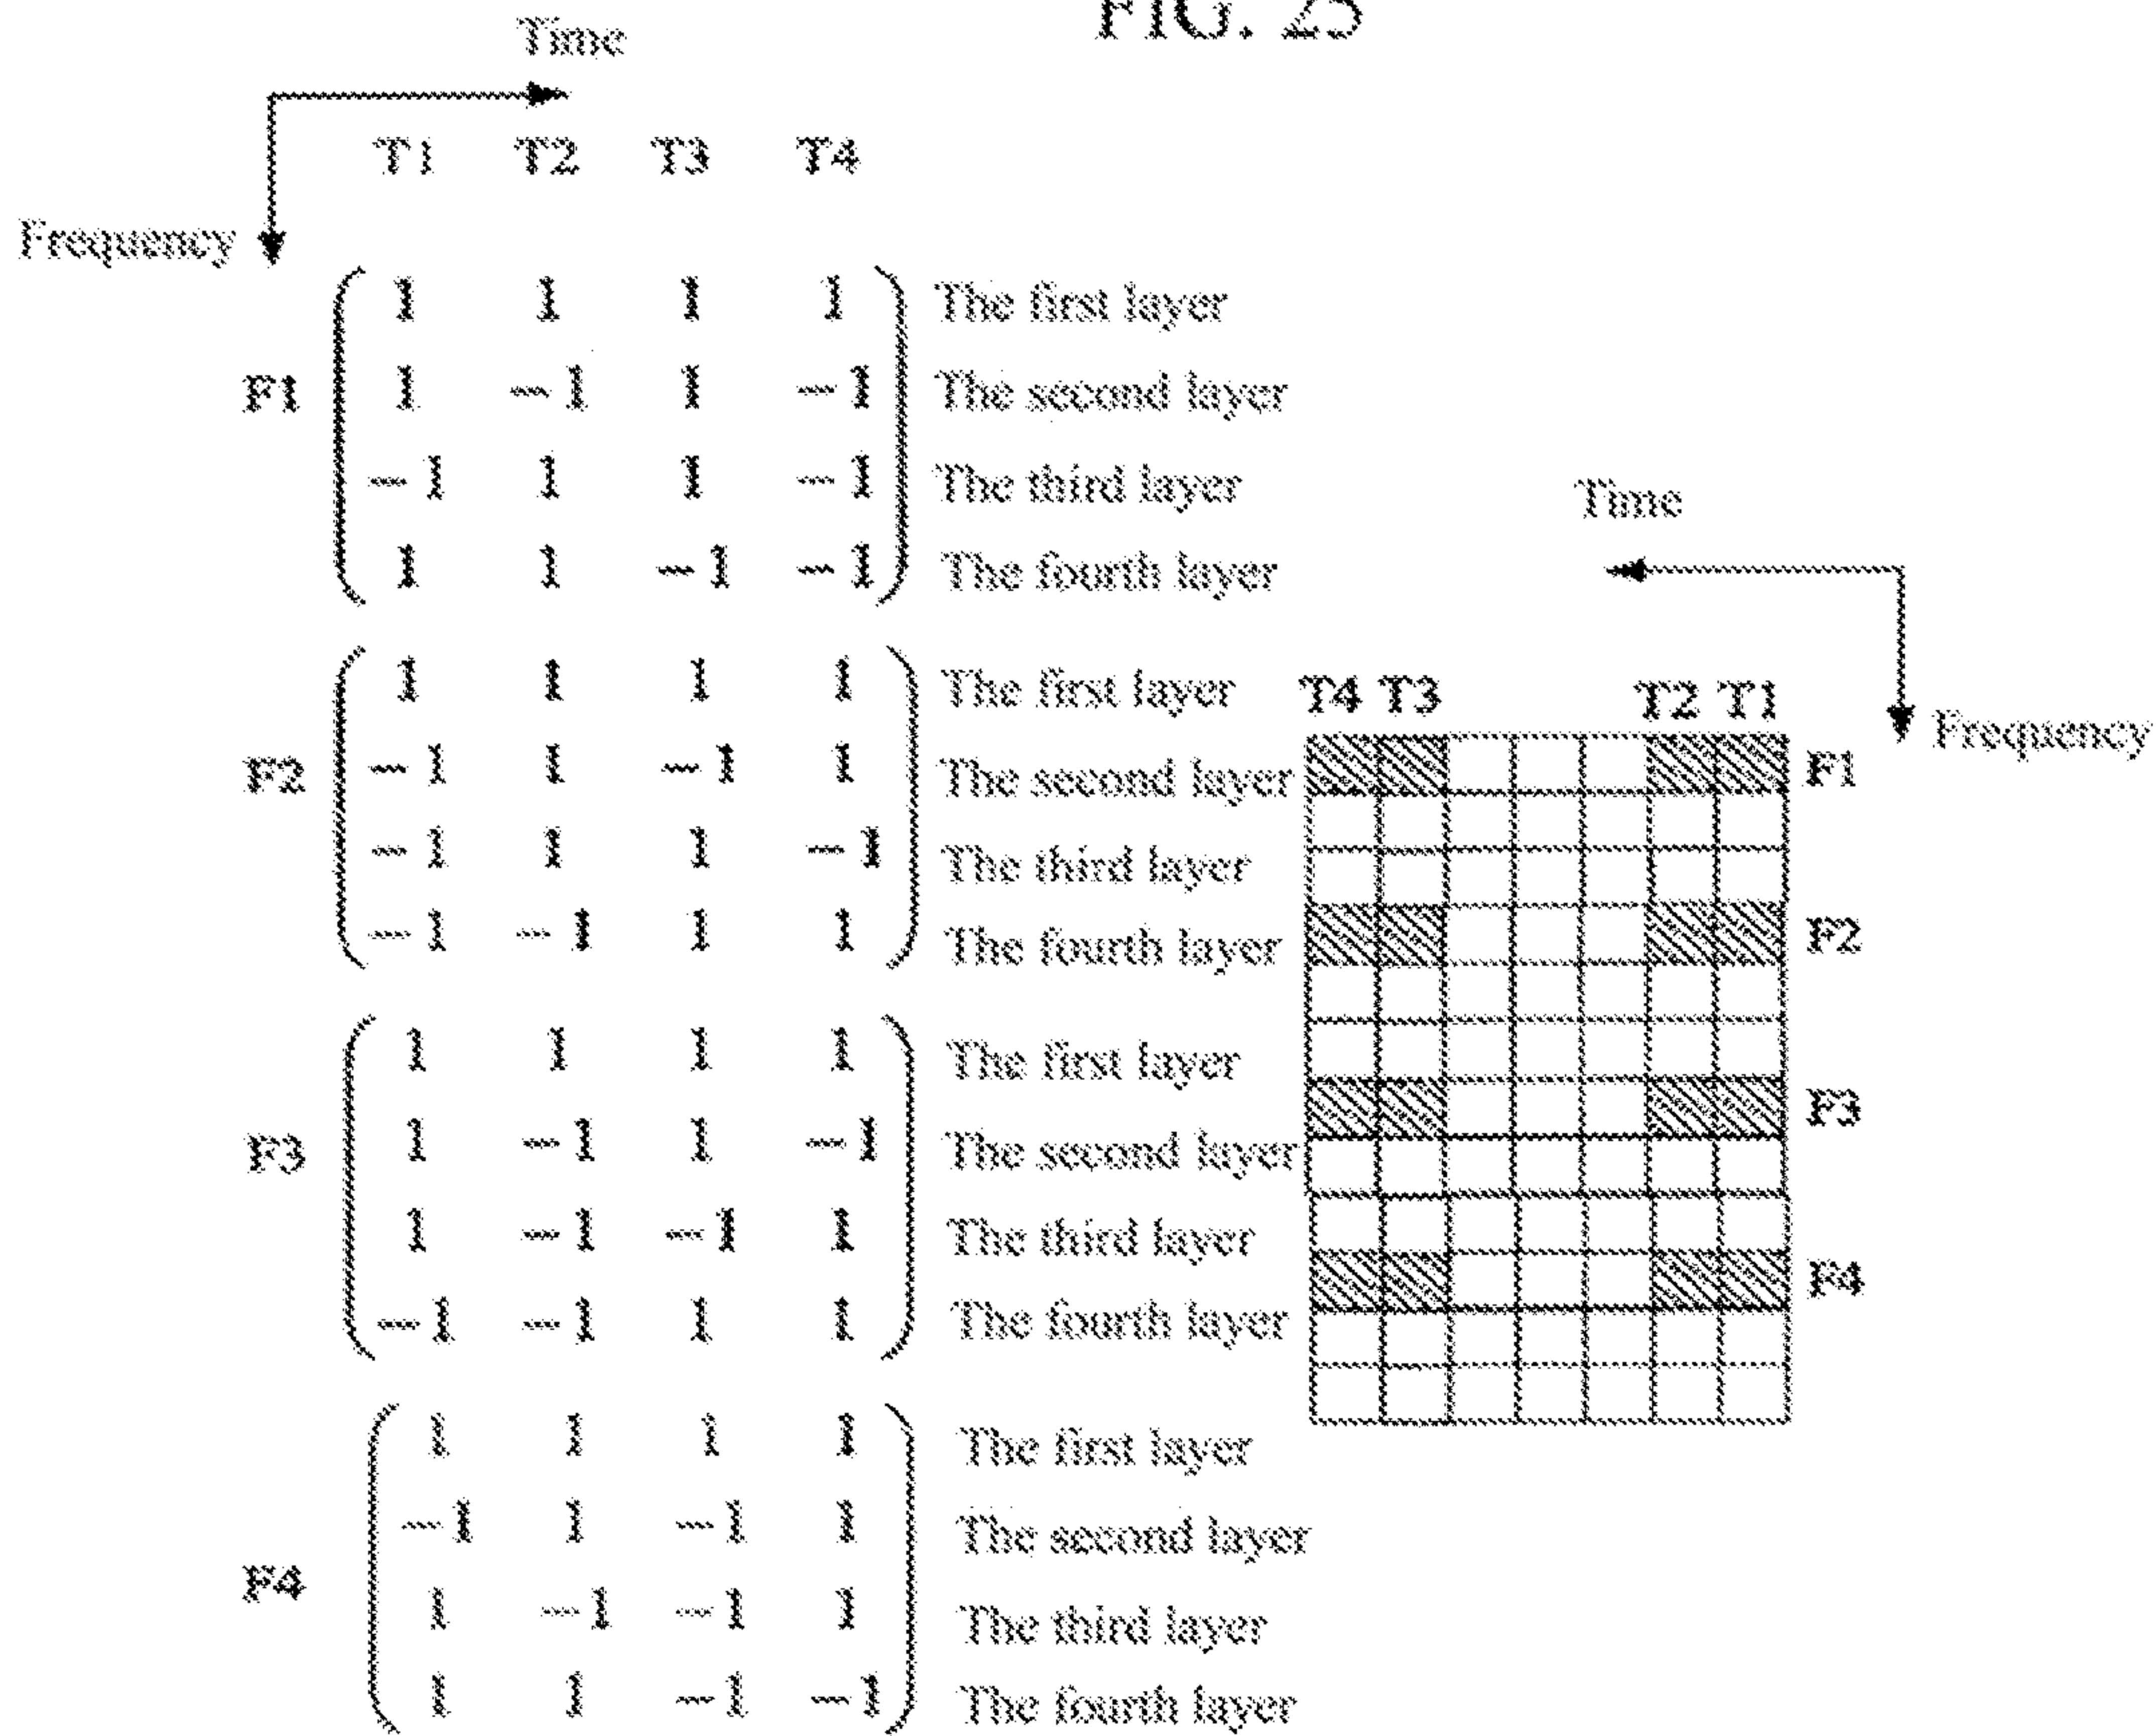 FIG. 25
Time
T1 T2 T3 T4
Frequency
F1
1 1 1 1 The first layer
1 -1 1 -1 The second layer
-1 1 1 -1 The third layer
1 1 -1 -1 The fourth layer
F2
1 1 1 1 The first layer
-1 1 -1 1 The second layer
-1 1 1 -1 The third layer
-1 -1 1 1 The fourth layer
F3
1 1 1 1 The first layer
1 -1 1 -1 The second layer
1 -1 -1 1 The third layer
-1 -1 1 1 The fourth layer
F4
1 1 1 1 The first layer
-1 1 -1 1 The second layer
1 -1 -1 1 The third layer
1 1 -1 -1 The fourth layer
Time
T4 T3 T2 T1
Frequency
F1
F2
F3
F4